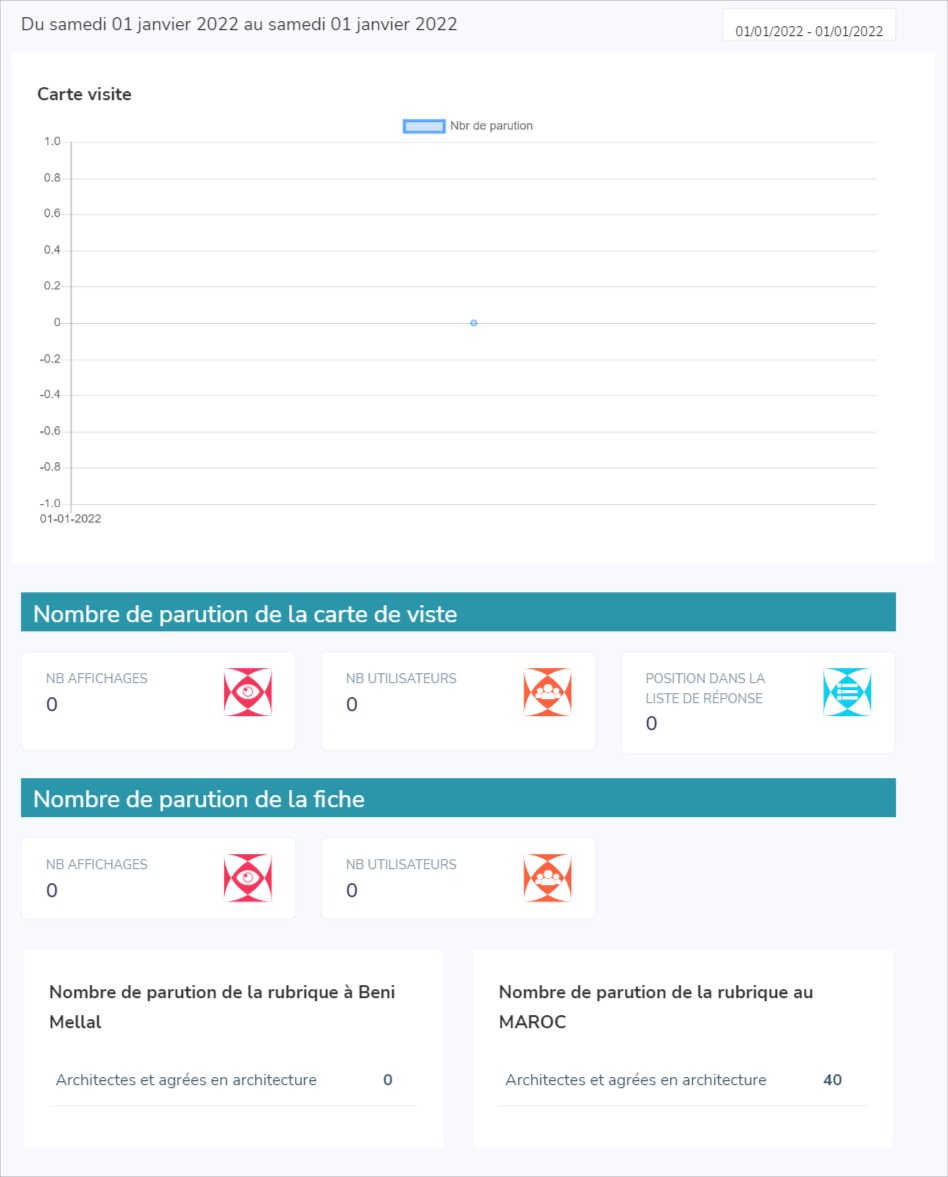 Du samedi 01 janvier 2022 au samedi 01 janvier 2022
01/01/2022 - 01/01/2022
Carte visite
Nbr de parution
1.0
0.8
0.6
0.4
0.2
0
-0.2
-0.4
-0.6
-0.8
-1.0
01-01-2022
Nombre de parution de la carte de viste
NB AFFICHAGES
0
NB UTILISATEURS
0
POSITION DANS LA
LISTE DE RÉPONSE
0
Nombre de parution de la fiche
NB AFFICHAGES
0
NB UTILISATEURS
0
Nombre de parution de la rubrique à Beni
Mellal
Architectes et agrées en architecture 0
Nombre de parution de la rubrique au
MAROC
Architectes et agrées en architecture 40